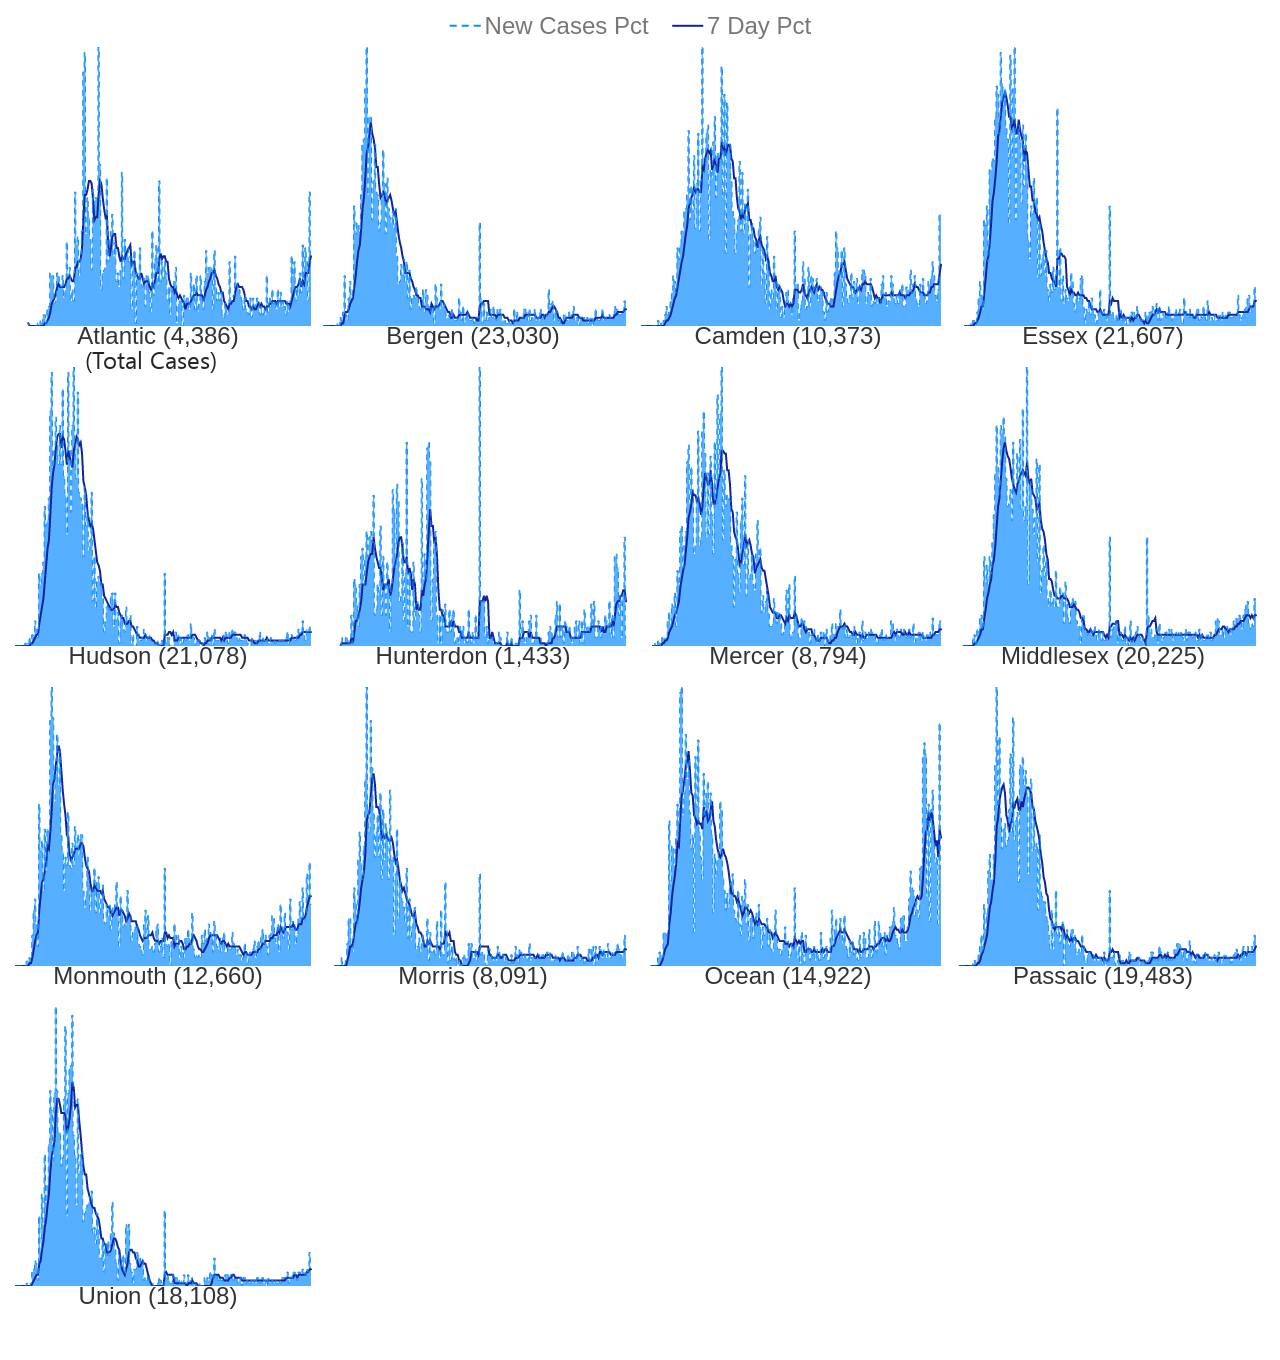 New Cases Pct 7 Day Pct
Atlantic (4,386)
(Total Cases)
Bergen (23,030)
Camden (10,373)
Essex (21,607)
Hudson (21,078)
Hunterdon (1,433)
Mercer (8,794)
Middlesex (20,225)
Monmouth (12,660)
Morris (8,091)
Ocean (14,922)
Passaic (19,483)
Union (18,108)